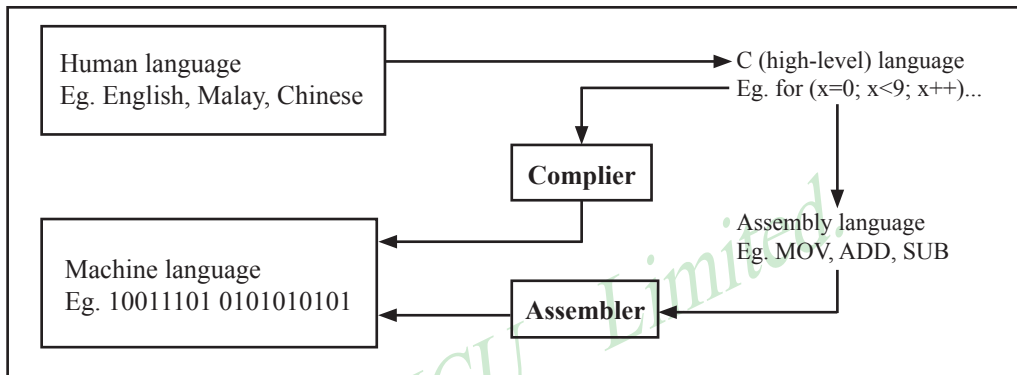 Human language
Eg. English, Malay, Chinese
C (high-level) language
Eg. for (x=0; x<9; x++)...
Complier
Assembly language
Eg. MOV, ADD, SUB
Machine language
Eg. 10011101 0101010101
Assembler
Limited.